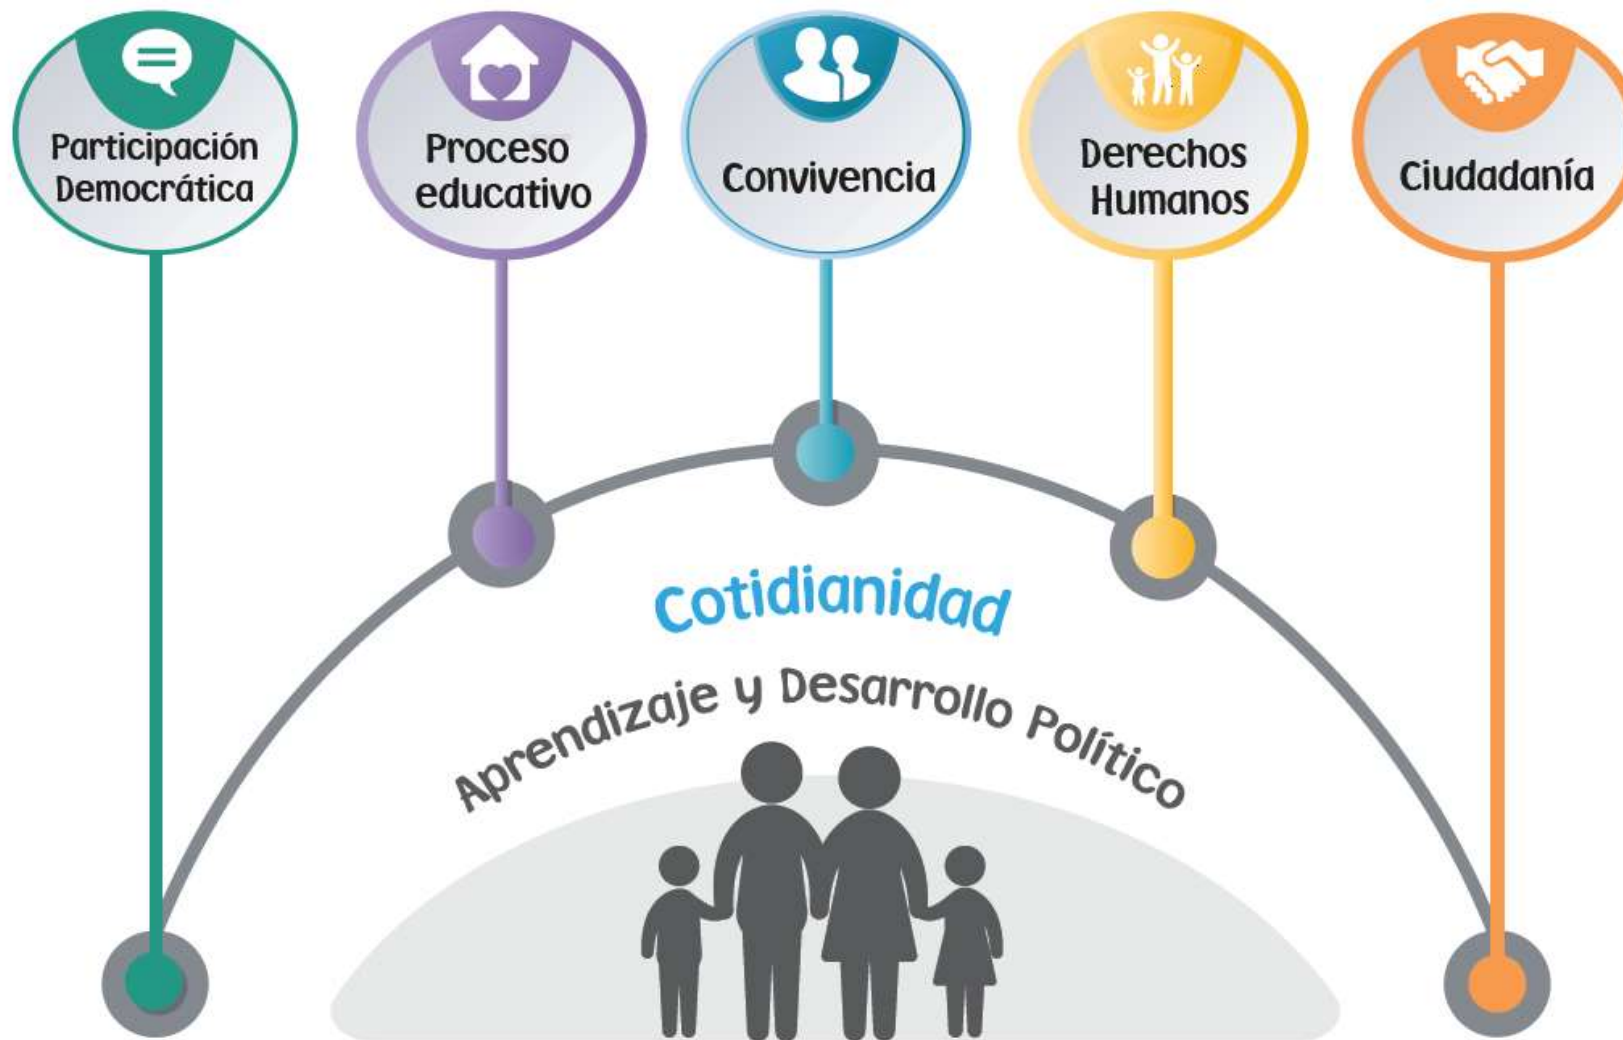 Participación
Democrática
Proceso
educativo
Convivencia
Derechos
Humanos
Ciudadanía
Cotidianidad
Aprendizaje y Desarrollo Político